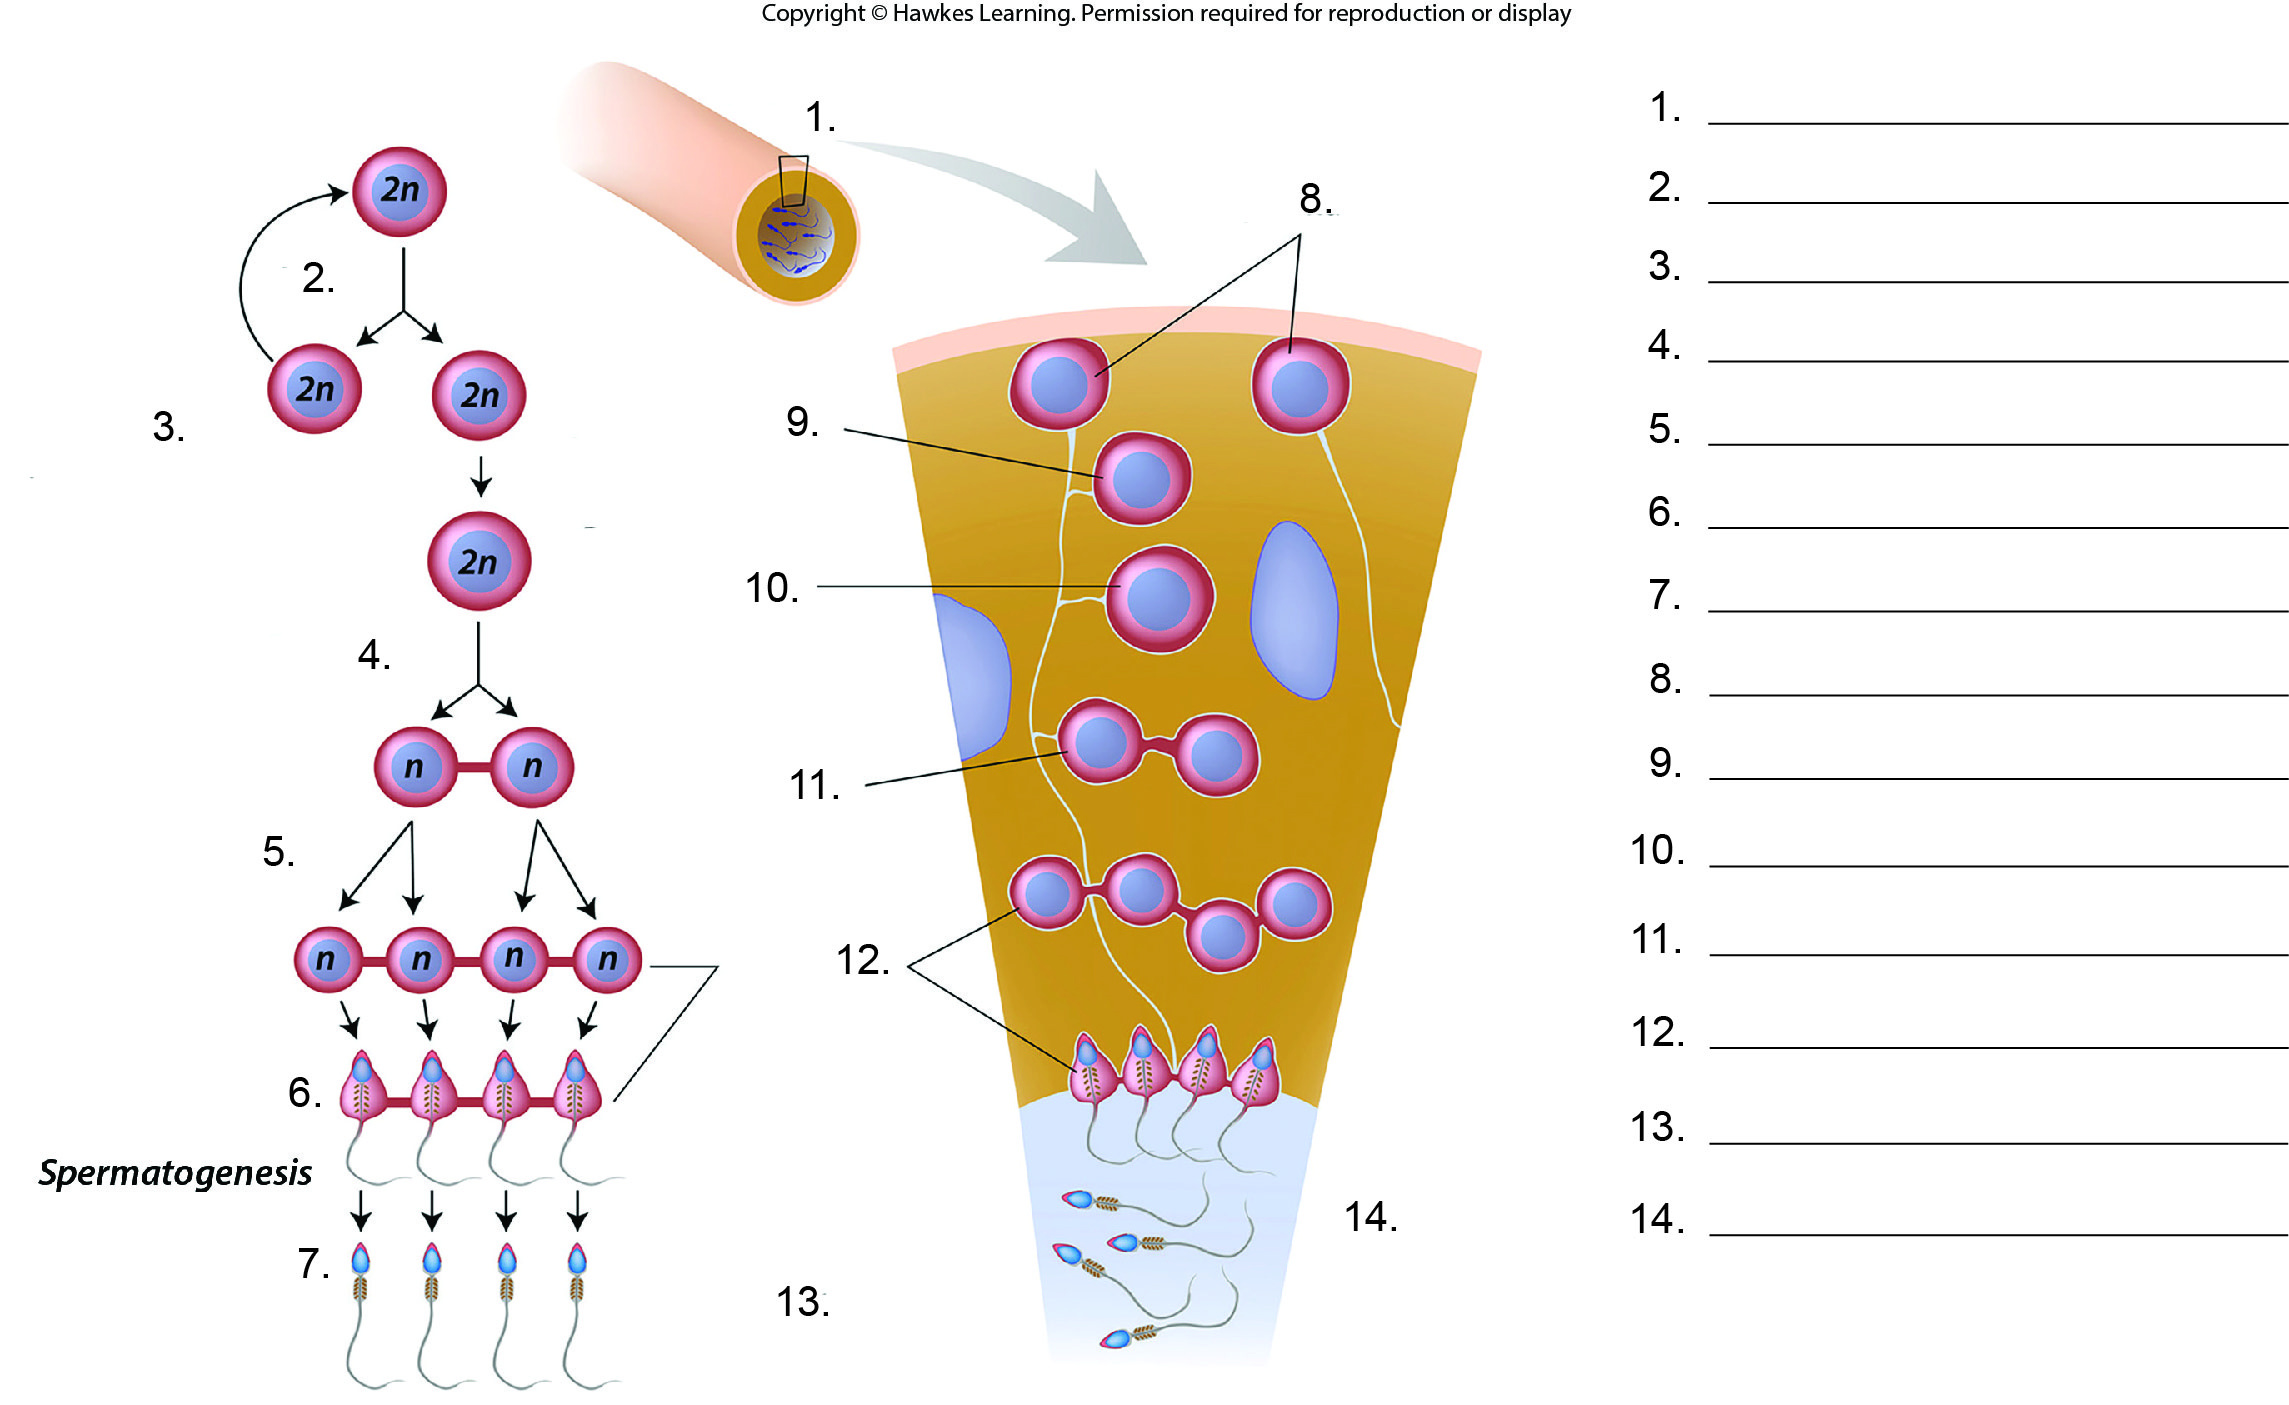 Copyright © Hawkes Learning. Permission required for reproduction or display
1.
2n
2.
2n
2n
3.
2n
4.
n
n
5.
n
n
n
n
6.
Spermatogenesis
7.
8.
9.
10.
11.
12.
13.
14.
1.
2.
3.
4.
5.
6.
7.
8.
9.
10.
11.
12.
13.
14.